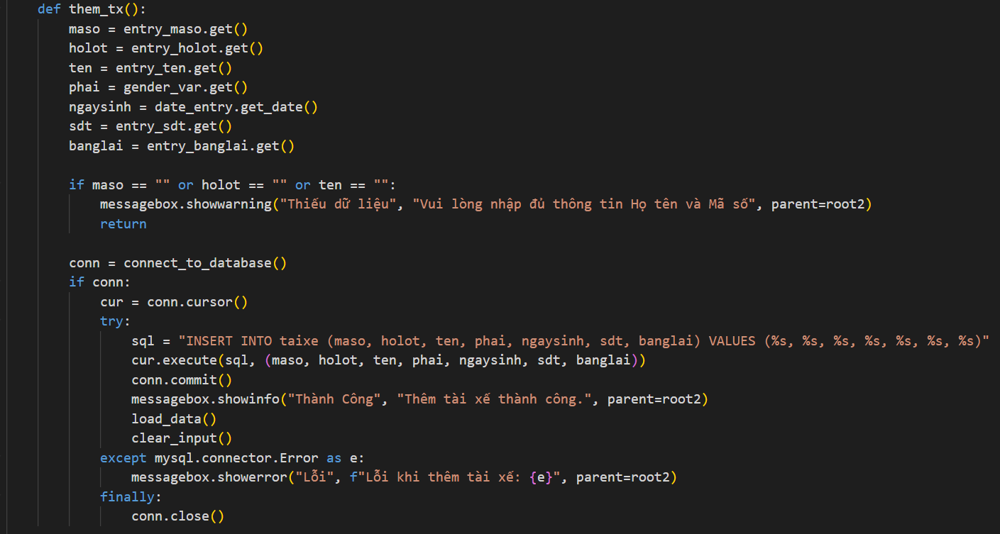 def them_tx():
maso = entry_maso.get()
holot = entry_holot.get()
ten = entry_ten.get()
phai = gender_var.get()
ngaysinh = date_entry.get_date()
sdt = entry_sdt.get()
banglai = entry_banglai.get()
if maso == "" or holot == "" or ten == "":
messagebox.showwarning("Thiếu dữ liệu", "Vui lòng nhập đủ thông tin Họ tên và Mã số", parent=root2)
return
conn = connect_to_database()
if conn:
cur = conn.cursor()
try:
sql = "INSERT INTO taixe (maso, holot, ten, phai, ngaysinh, sdt, banglai) VALUES (%s, %s, %s, %s, %s, %s, %s)"
cur.execute(sql, (maso, holot, ten, phai, ngaysinh, sdt, banglai))
conn.commit()
messagebox.showinfo("Thành Công", "Thêm tài xế thành công.", parent=root2)
load_data()
clear_input()
except mysql.connector.Error as e:
messagebox.showerror("Lỗi", f"Lỗi khi thêm tài xế: {e}", parent=root2)
finally:
conn.close()